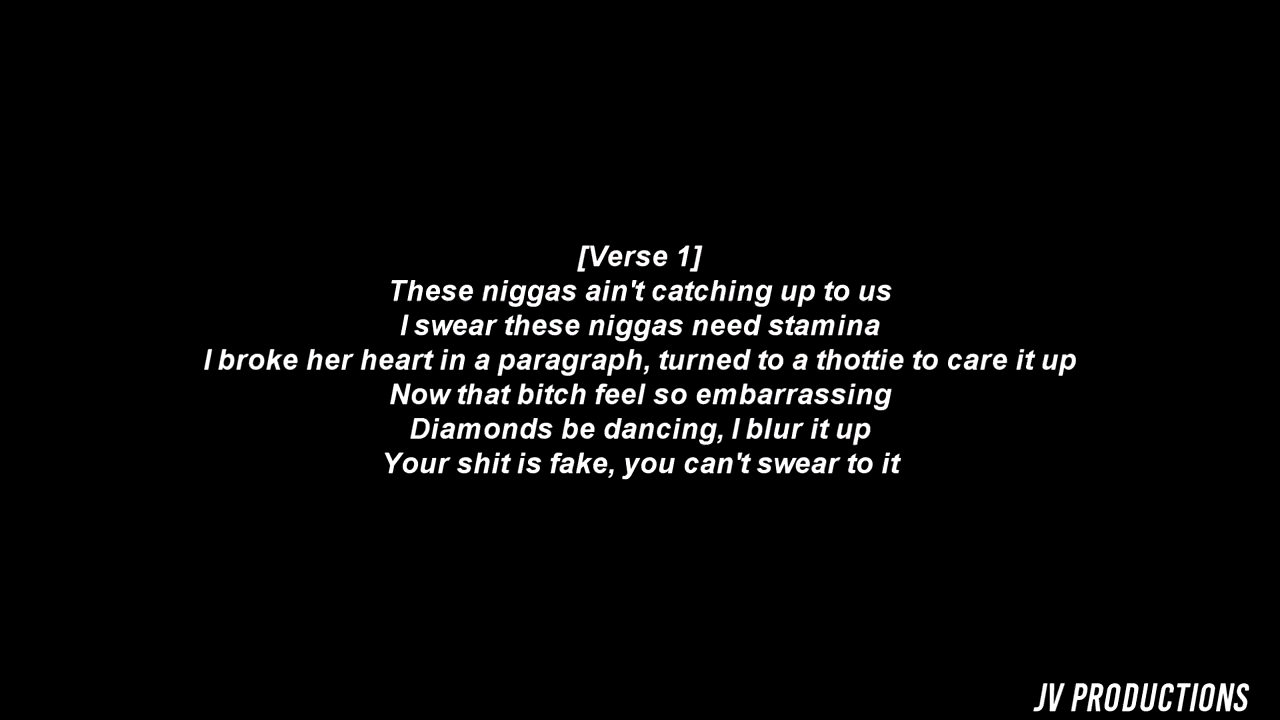 [Verse 1]
These niggas ain't catching up to us
I swear these niggas need stamina
I broke her heart in a paragraph, turned to a thottie to care it up
Now that bitch feel so embarrassing
Diamonds be dancing, I blur it up
Your shit is fake, you can't swear to it
JV PRODUCTIONS